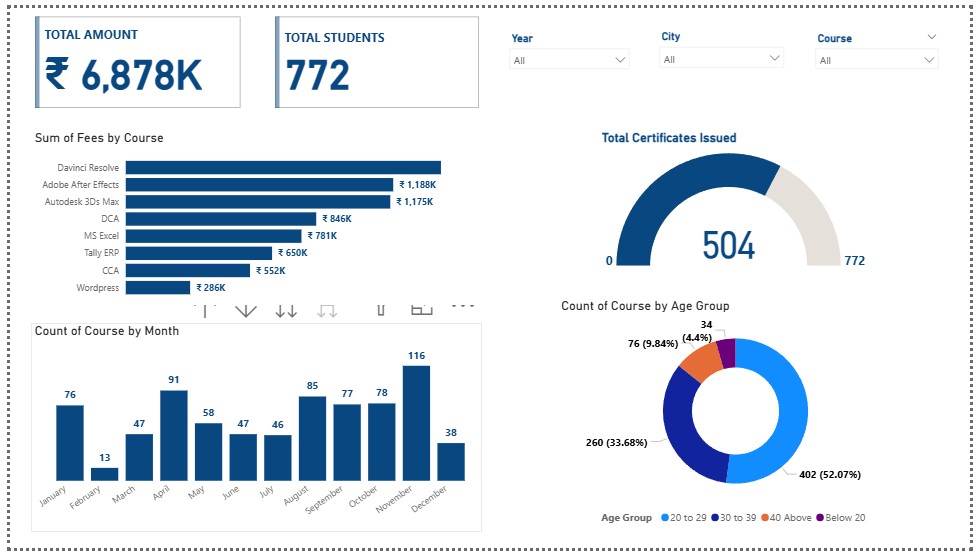 TOTAL AMOUNT
₹ 6,878K
TOTAL STUDENTS
772
Year
All
City
All
Course
All
Sum of Fees by Course
Davinci Resolve
Adobe After Effects
₹ 1,188K
Autodesk 3Ds Max
₹ 1,175K
DCA
₹ 846K
MS Excel
₹ 781K
Tally ERP
₹ 650K
CCA
₹ 552K
Wordpress
₹ 286K
Total Certificates Issued
504
0
772
Count of Course by Month
76
13
47
91
58
47
46
85
77
78
116
38
January
February
March
April
May
June
July
August
September
October
November
December
Count of Course by Age Group
34
(4.4%)
76 (9.84%)
260 (33.68%)
402 (52.07%)
Age Group
20 to 29
30 to 39
40 Above
Below 20